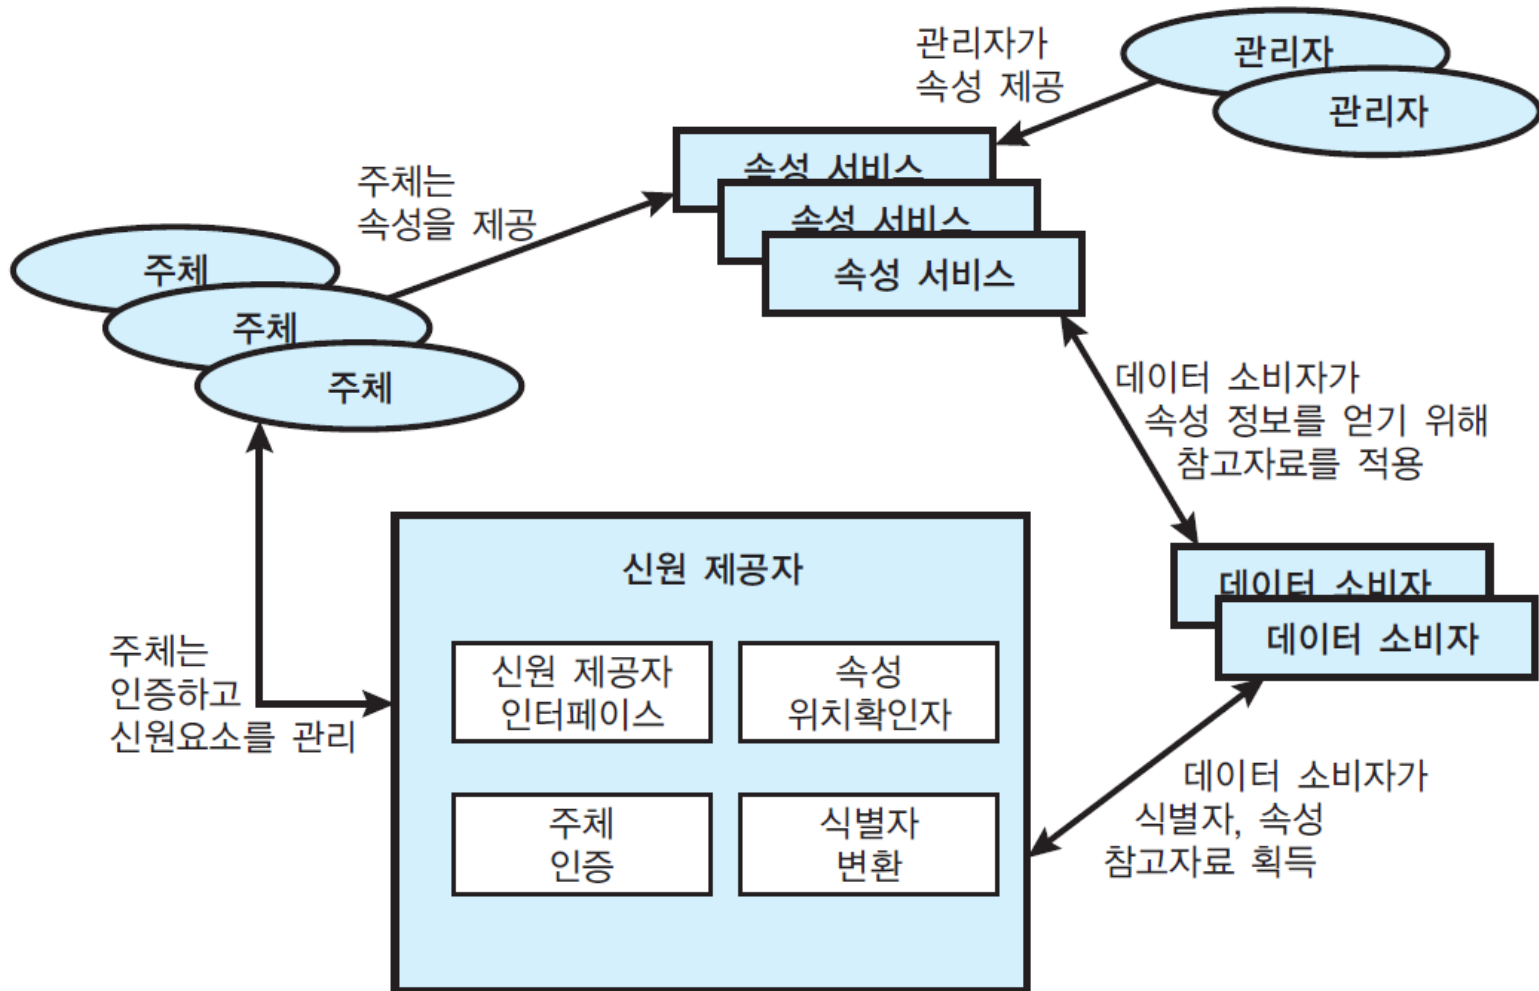 관리자가
속성 제공
관리자
관리자
속성 서비스
속성 서비스
속성 서비스
주체는
속성을 제공
주체
주체
주체
데이터 소비자가
속성 정보를 얻기 위해
참고자료를 적용
신원 제공자
데이터 소비자
데이터 소비자
주체는
인증하고
신원요소를 관리
신원 제공자
인터페이스
속성
위치확인자
주체
인증
식별자
변환
데이터 소비자가
식별자, 속성
참고자료 획득